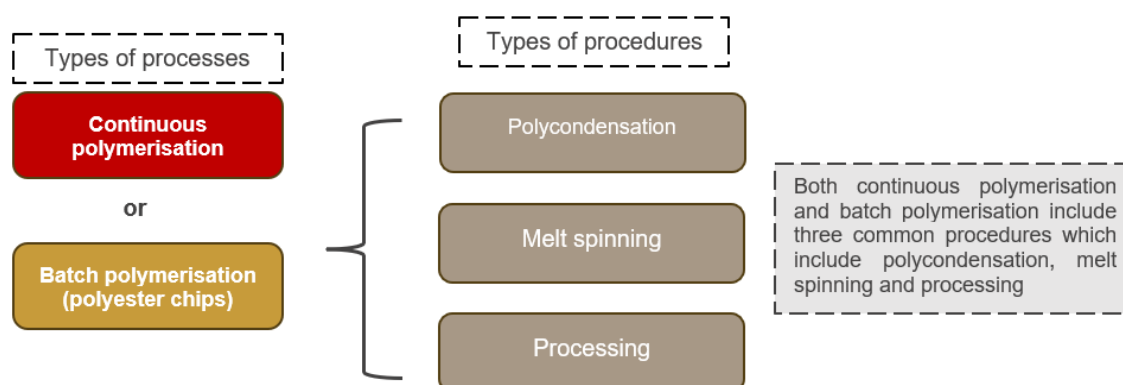 Types of processes
Continuous
polymerisation
or
Batch polymerisation
(polyester chips)
Types of procedures
Polycondensation
Melt spinning
Processing
Both continuous polymerisation
and batch polymerisation include
three common procedures which
include polycondensation, melt
spinning and processing